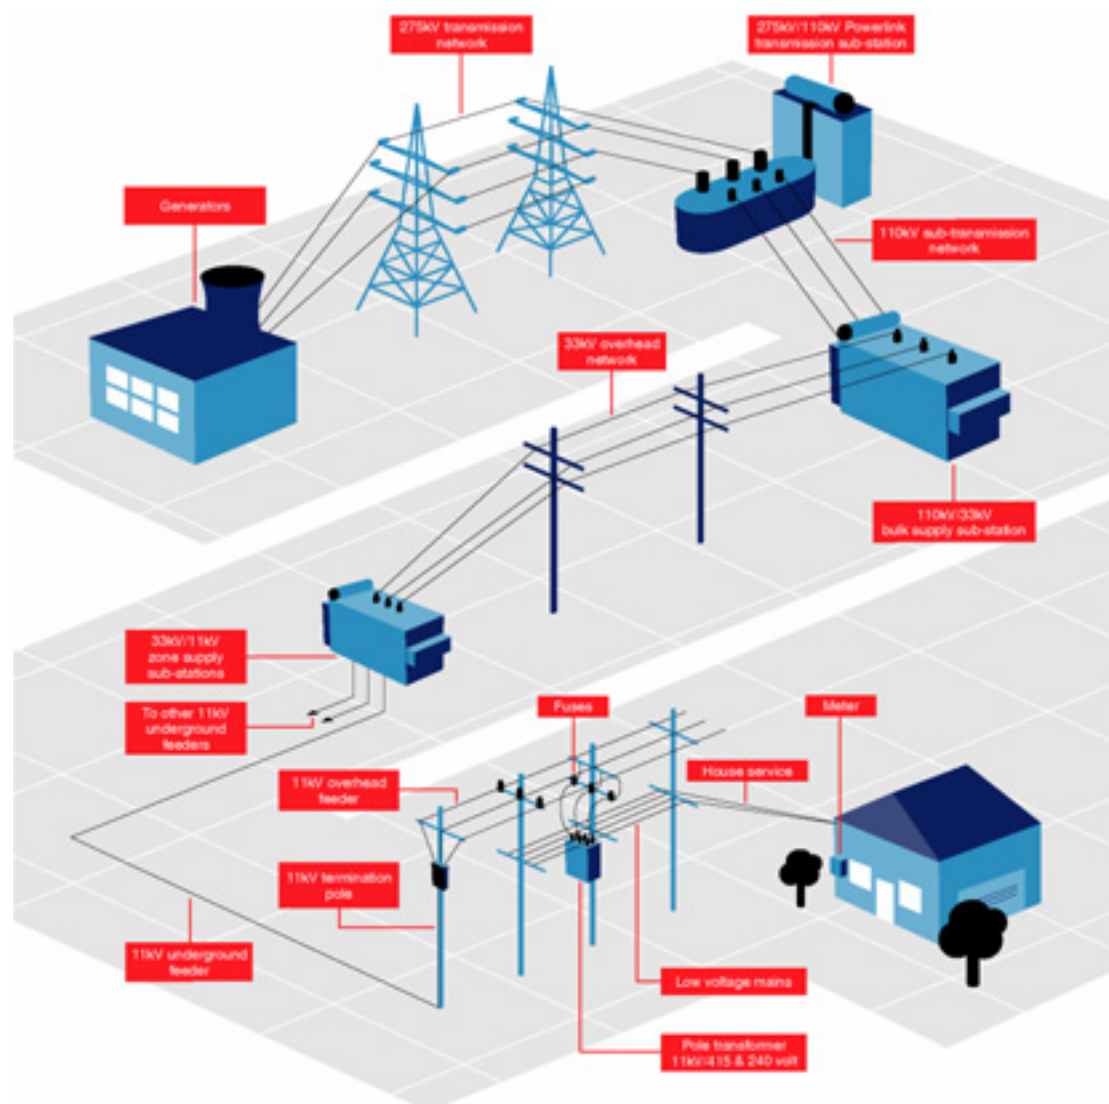 275kV transmission
network
275kV/110kV Powerlink
transmission sub-station
Generators
110kV sub-transmission
network
33kV overhead
network
110kV/33kV
bulk supply sub-station
33kV/11kV
zone supply
sub-stations
To other 11kV
underground
feeders
Fuses
Meter
House service
11kV overhead
feeder
11kV termination
pole
11kV underground
feeder
Low voltage mains
Pole transformer
11kV/415 & 240 volt